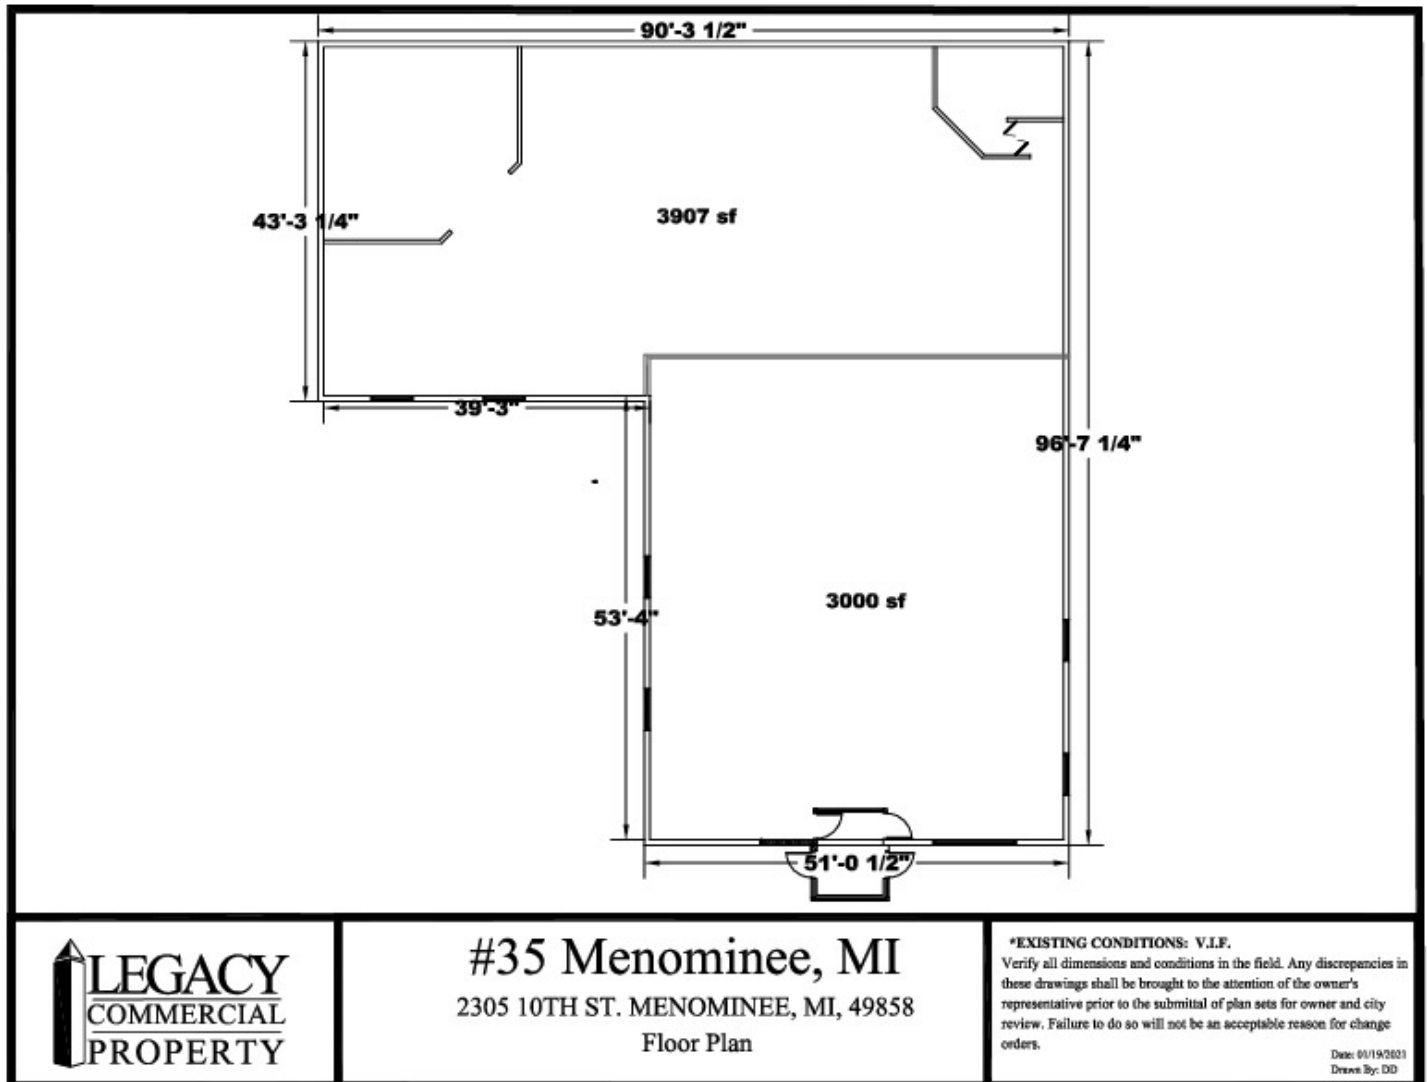 90'-3 1/2"
43'-3 1/4"
3907 sf
39'-3"
96'-7 1/4"
53'-4"
3000 sf
51'-0 1/2"
LEGACY
COMMERCIAL
PROPERTY
#35 Menominee, MI
2305 10TH ST. MENOMINEE, MI, 49858
Floor Plan
*EXISTING CONDITIONS: V.I.F.
Verify all dimensions and conditions in the field. Any discrepancies in
these drawings shall be brought to the attention of the owner's
representative prior to the submittal of plan sets for owner and city
review. Failure to do so will not be an acceptable reason for change
orders.
Date: 01/19/2021
Drawn By: DD